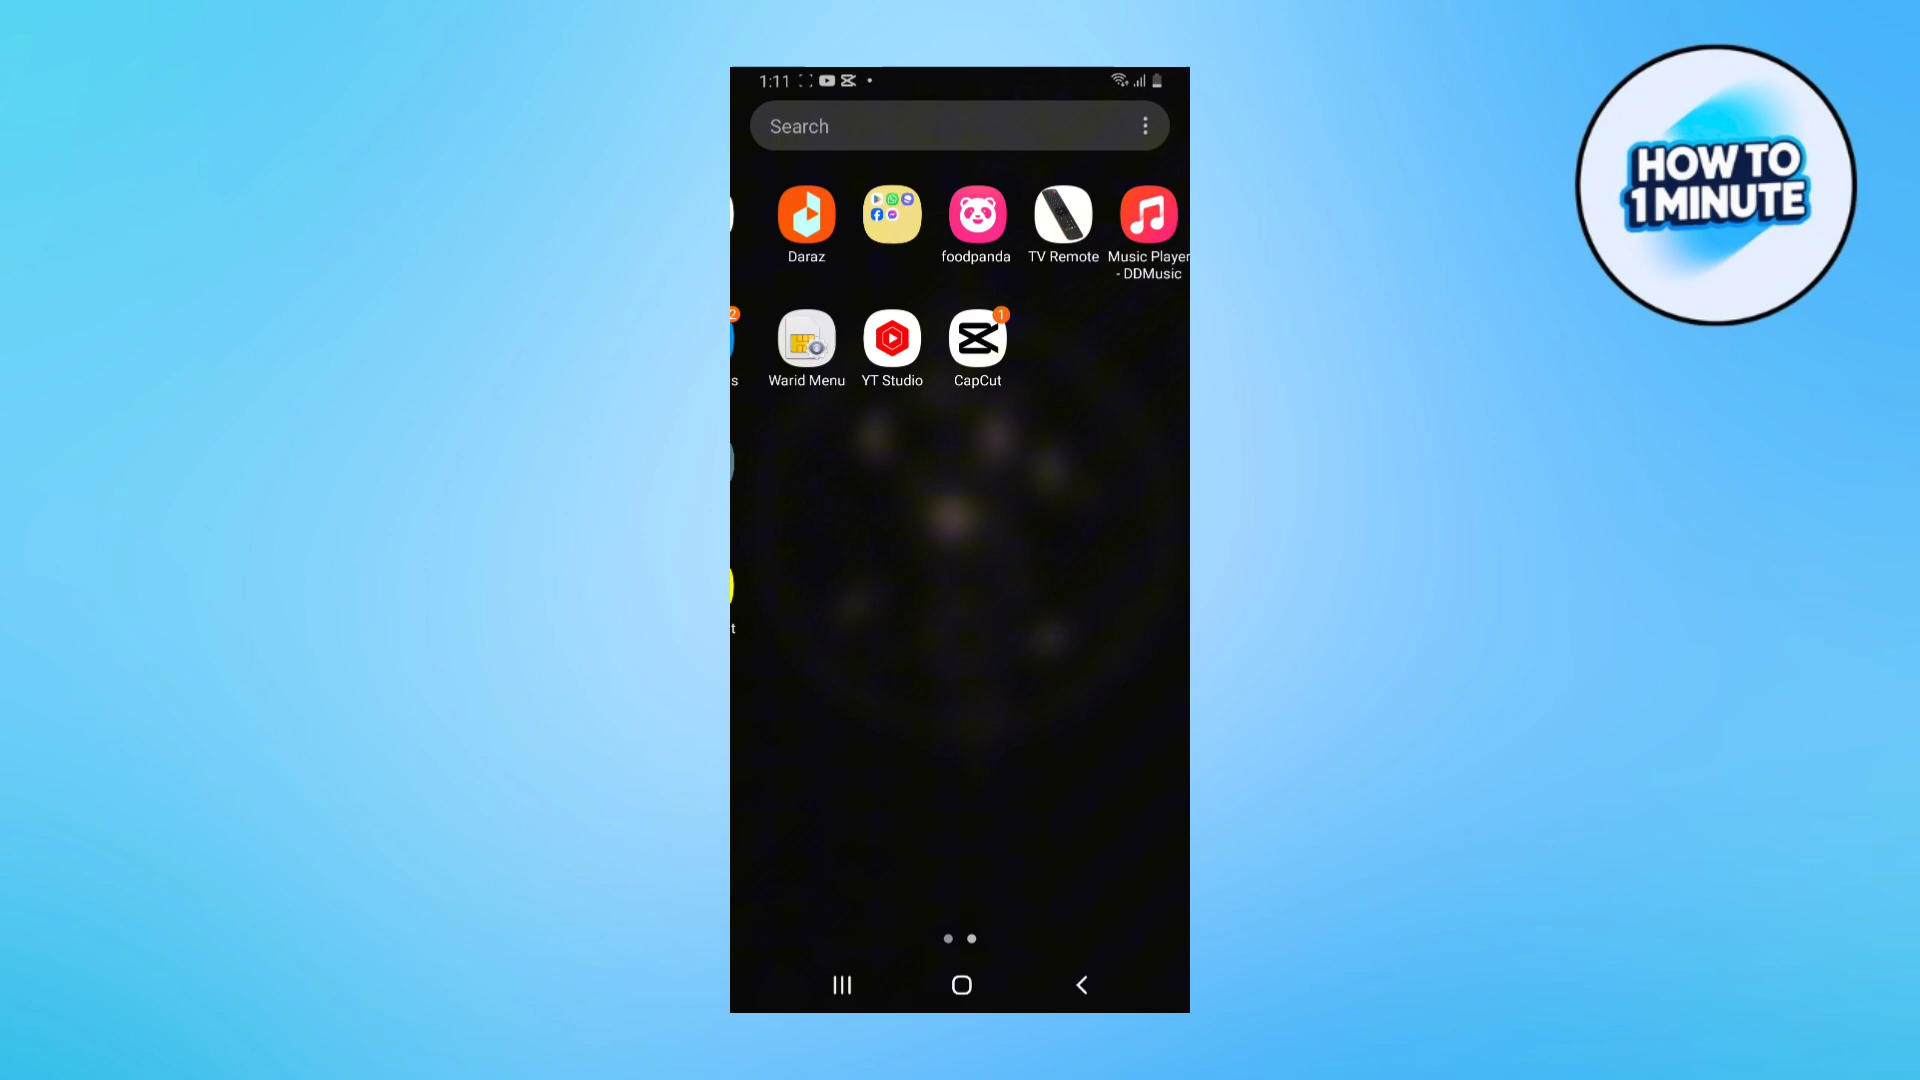 1:11
Search
Daraz
foodpanda
TV Remote
Music Player
- DDMusic
2
s
Warid Menu
YT Studio
1
CapCut
t
HOW TO
1 MINUTE